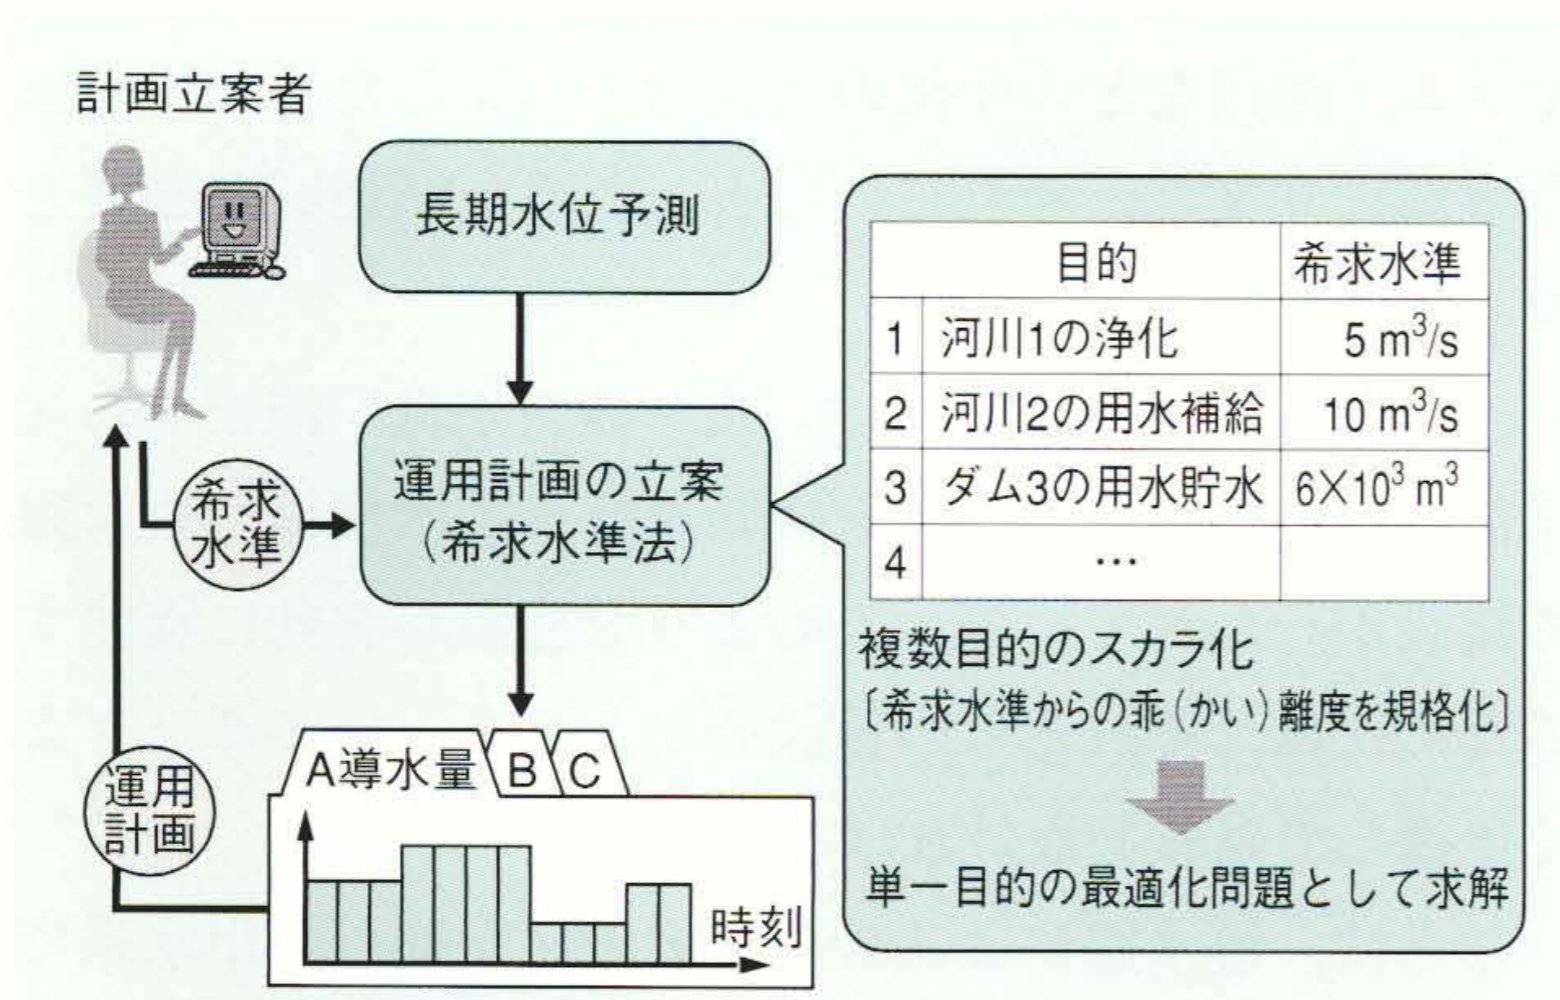 計画立案者
長期水位予測
希求
水準
運用計画の立案
（希求水準法）
運用
計画
A導水量 B C
時刻
目的 希求水準
1 河川1の浄化 5 m³/s
2 河川2の用水補給 10 m³/s
3 ダム3の用水貯水 6×10³ m³
4 …
複数目的のスカラ化
〔希求水準からの乖（かい）離度を規格化〕
単一目的の最適化問題として求解